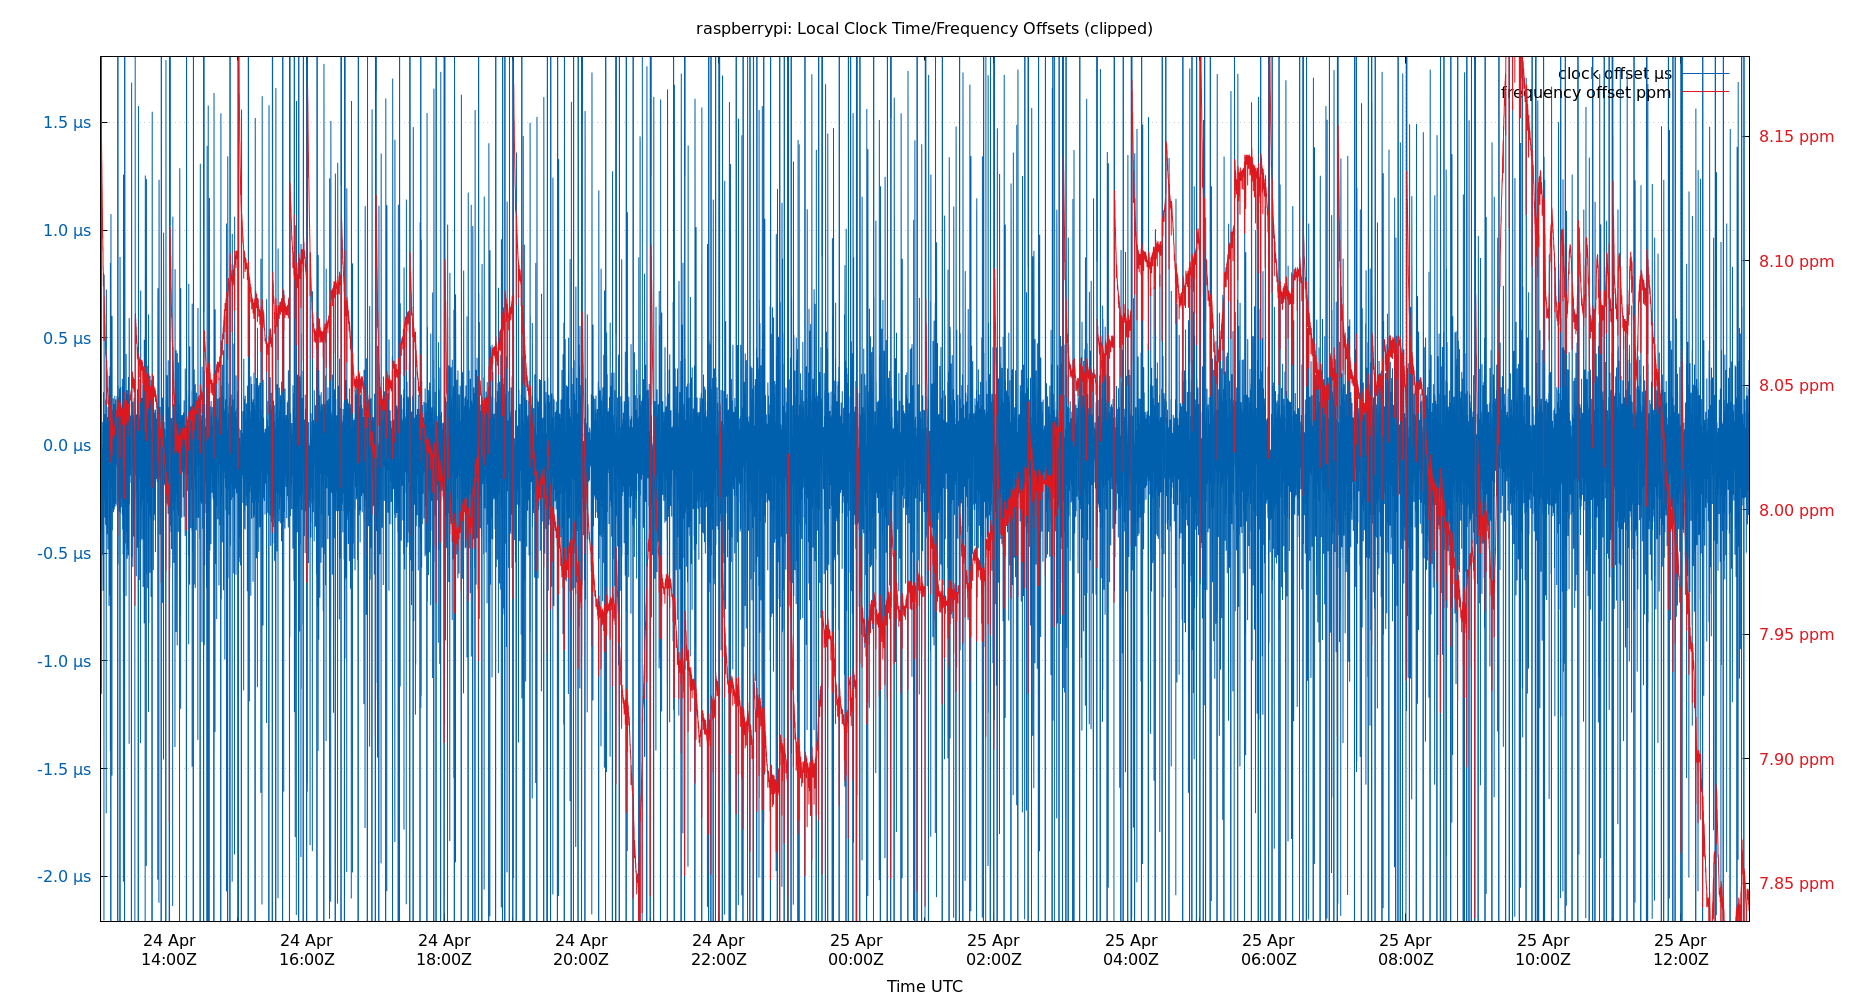 raspberrypi: Local Clock Time/Frequency Offsets (clipped)
clock offset µs
frequency offset ppm
1.5 µs
1.0 µs
0.5 µs
0.0 µs
-0.5 µs
-1.0 µs
-1.5 µs
-2.0 µs
8.15 ppm
8.10 ppm
8.05 ppm
8.00 ppm
7.95 ppm
7.90 ppm
7.85 ppm
24 Apr 24 Apr 24 Apr 24 Apr 24 Apr 25 Apr 25 Apr 25 Apr 25 Apr 25 Apr 25 Apr 25 Apr
14:00Z 16:00Z 18:00Z 20:00Z 22:00Z 00:00Z 02:00Z 04:00Z 06:00Z 08:00Z 10:00Z 12:00Z
Time UTC